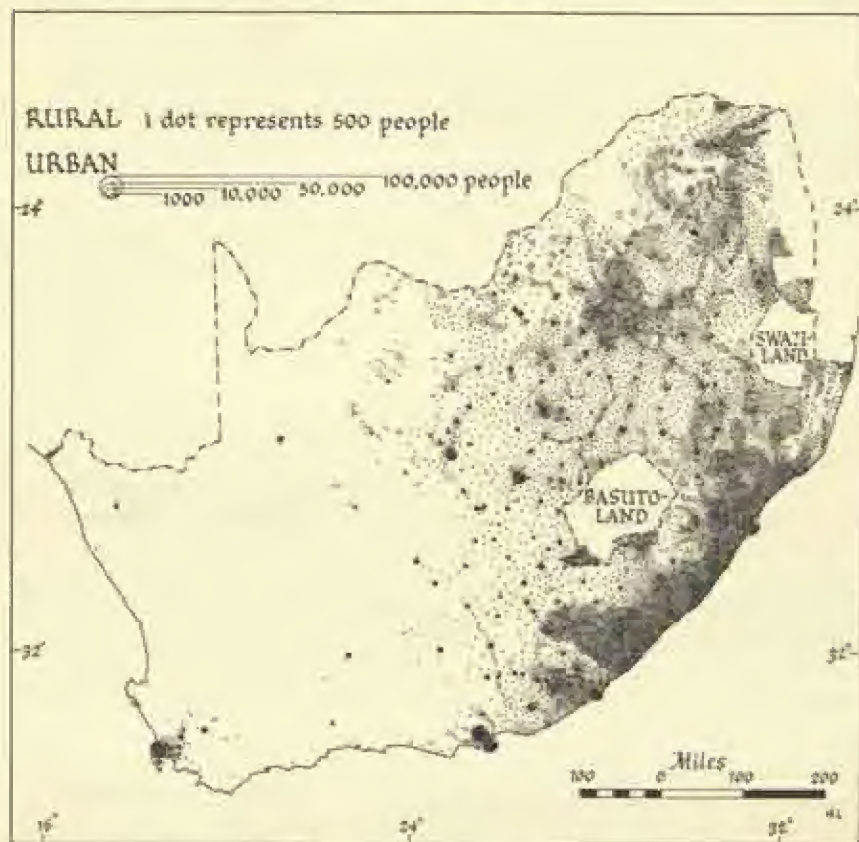 RURAL 1 dot represents 500 people
URBAN
1000 10,000 50,000 100,000 people
24° 24°
SWAZI-
LAND
BASUTO-
LAND
32° 32°
Miles
100 0 100 200
16° 24° 32°